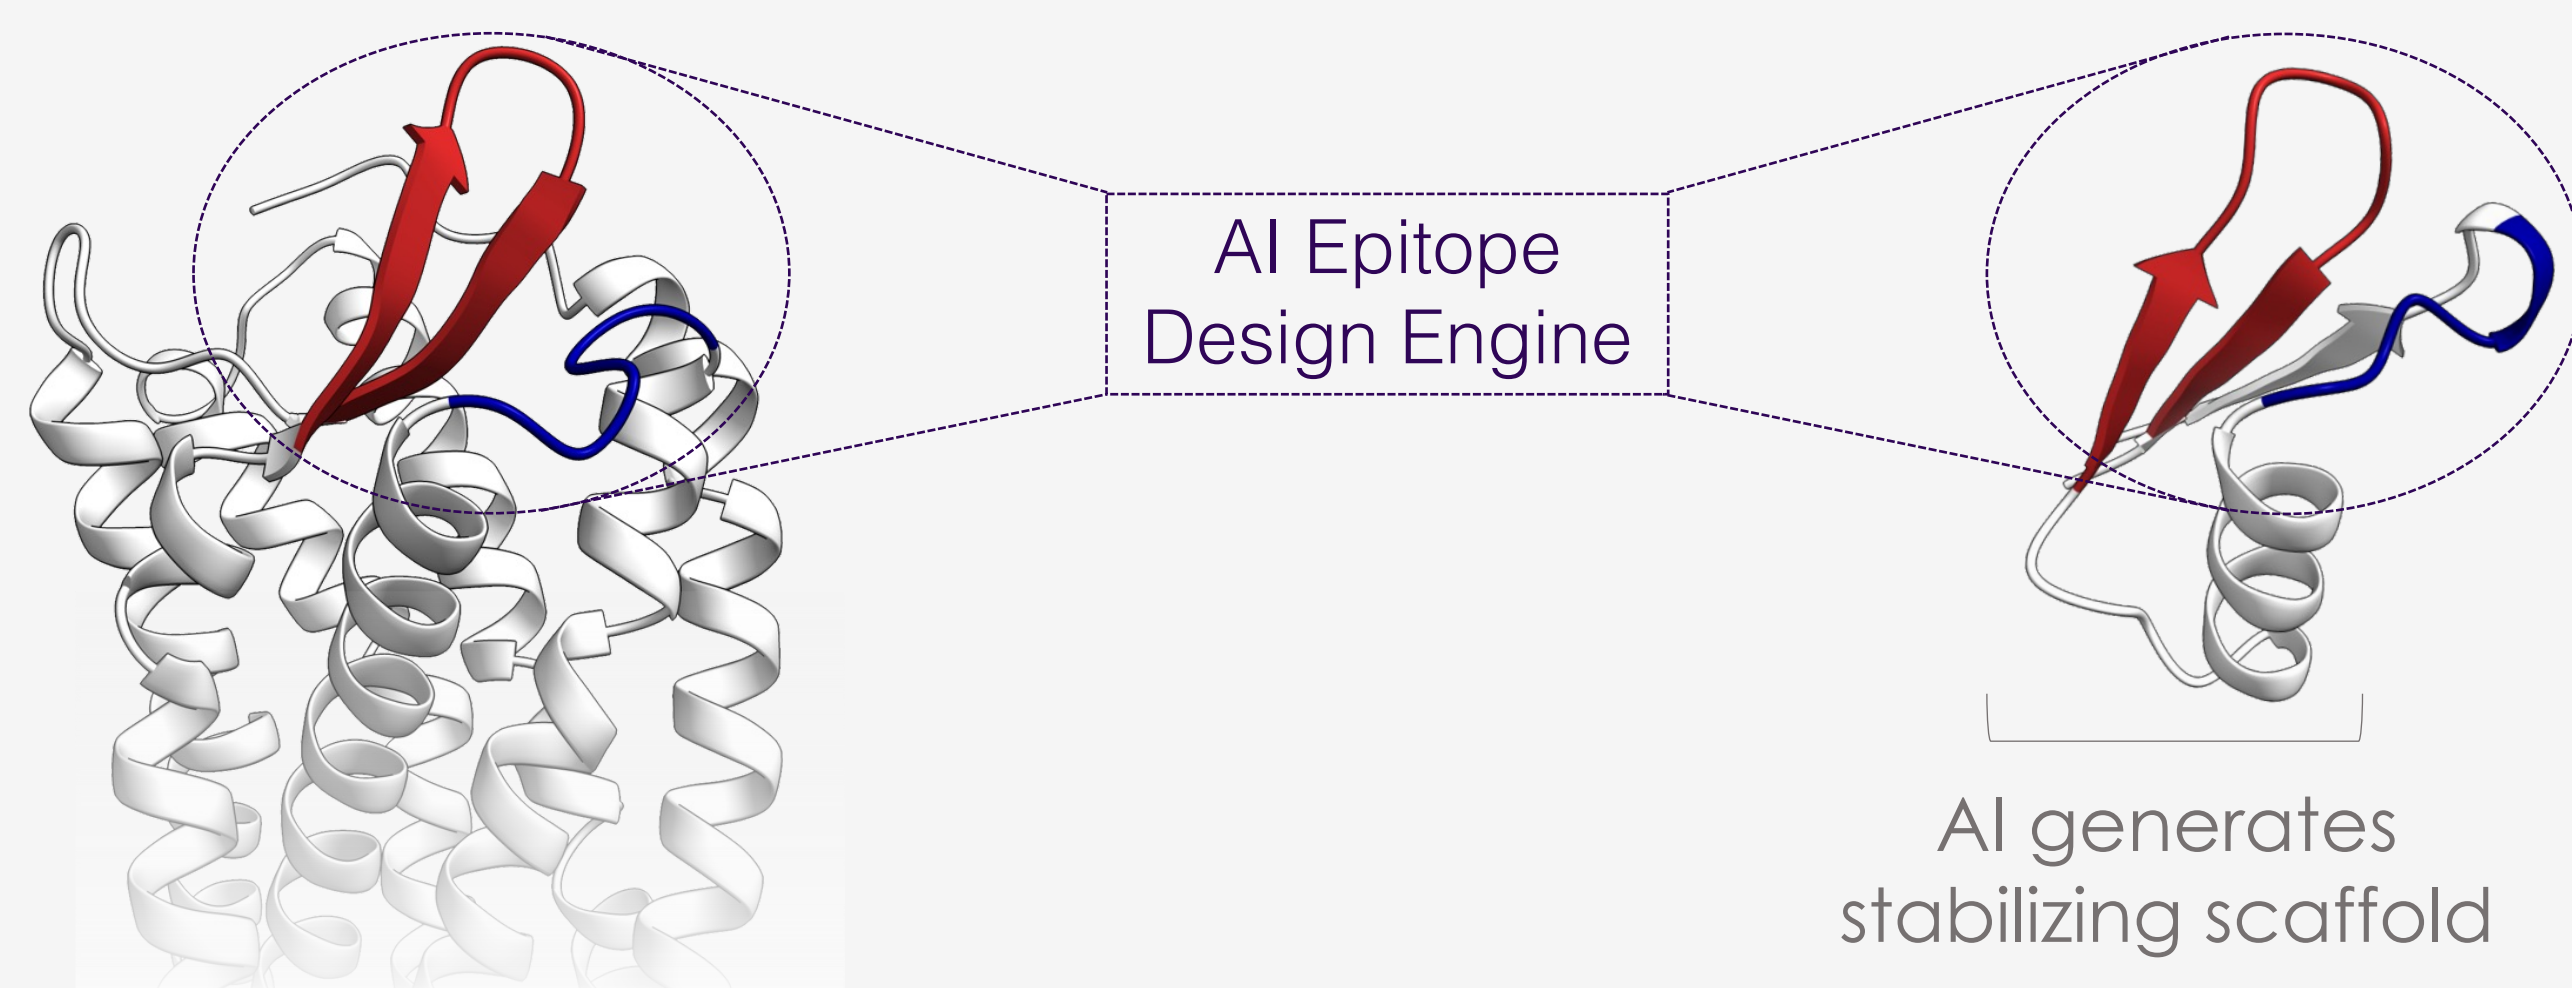 AI Epitope
Design Engine
AI generates
stabilizing scaffold